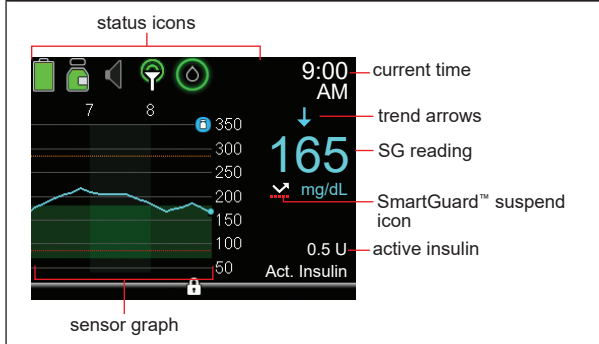 status icons
9:00
AM
current time
7 8
trend arrows
350
300
250
200
150
100
50
165
SG reading
mg/dL
SmartGuard™ suspend
icon
0.5 U
Act. Insulin
active insulin
sensor graph